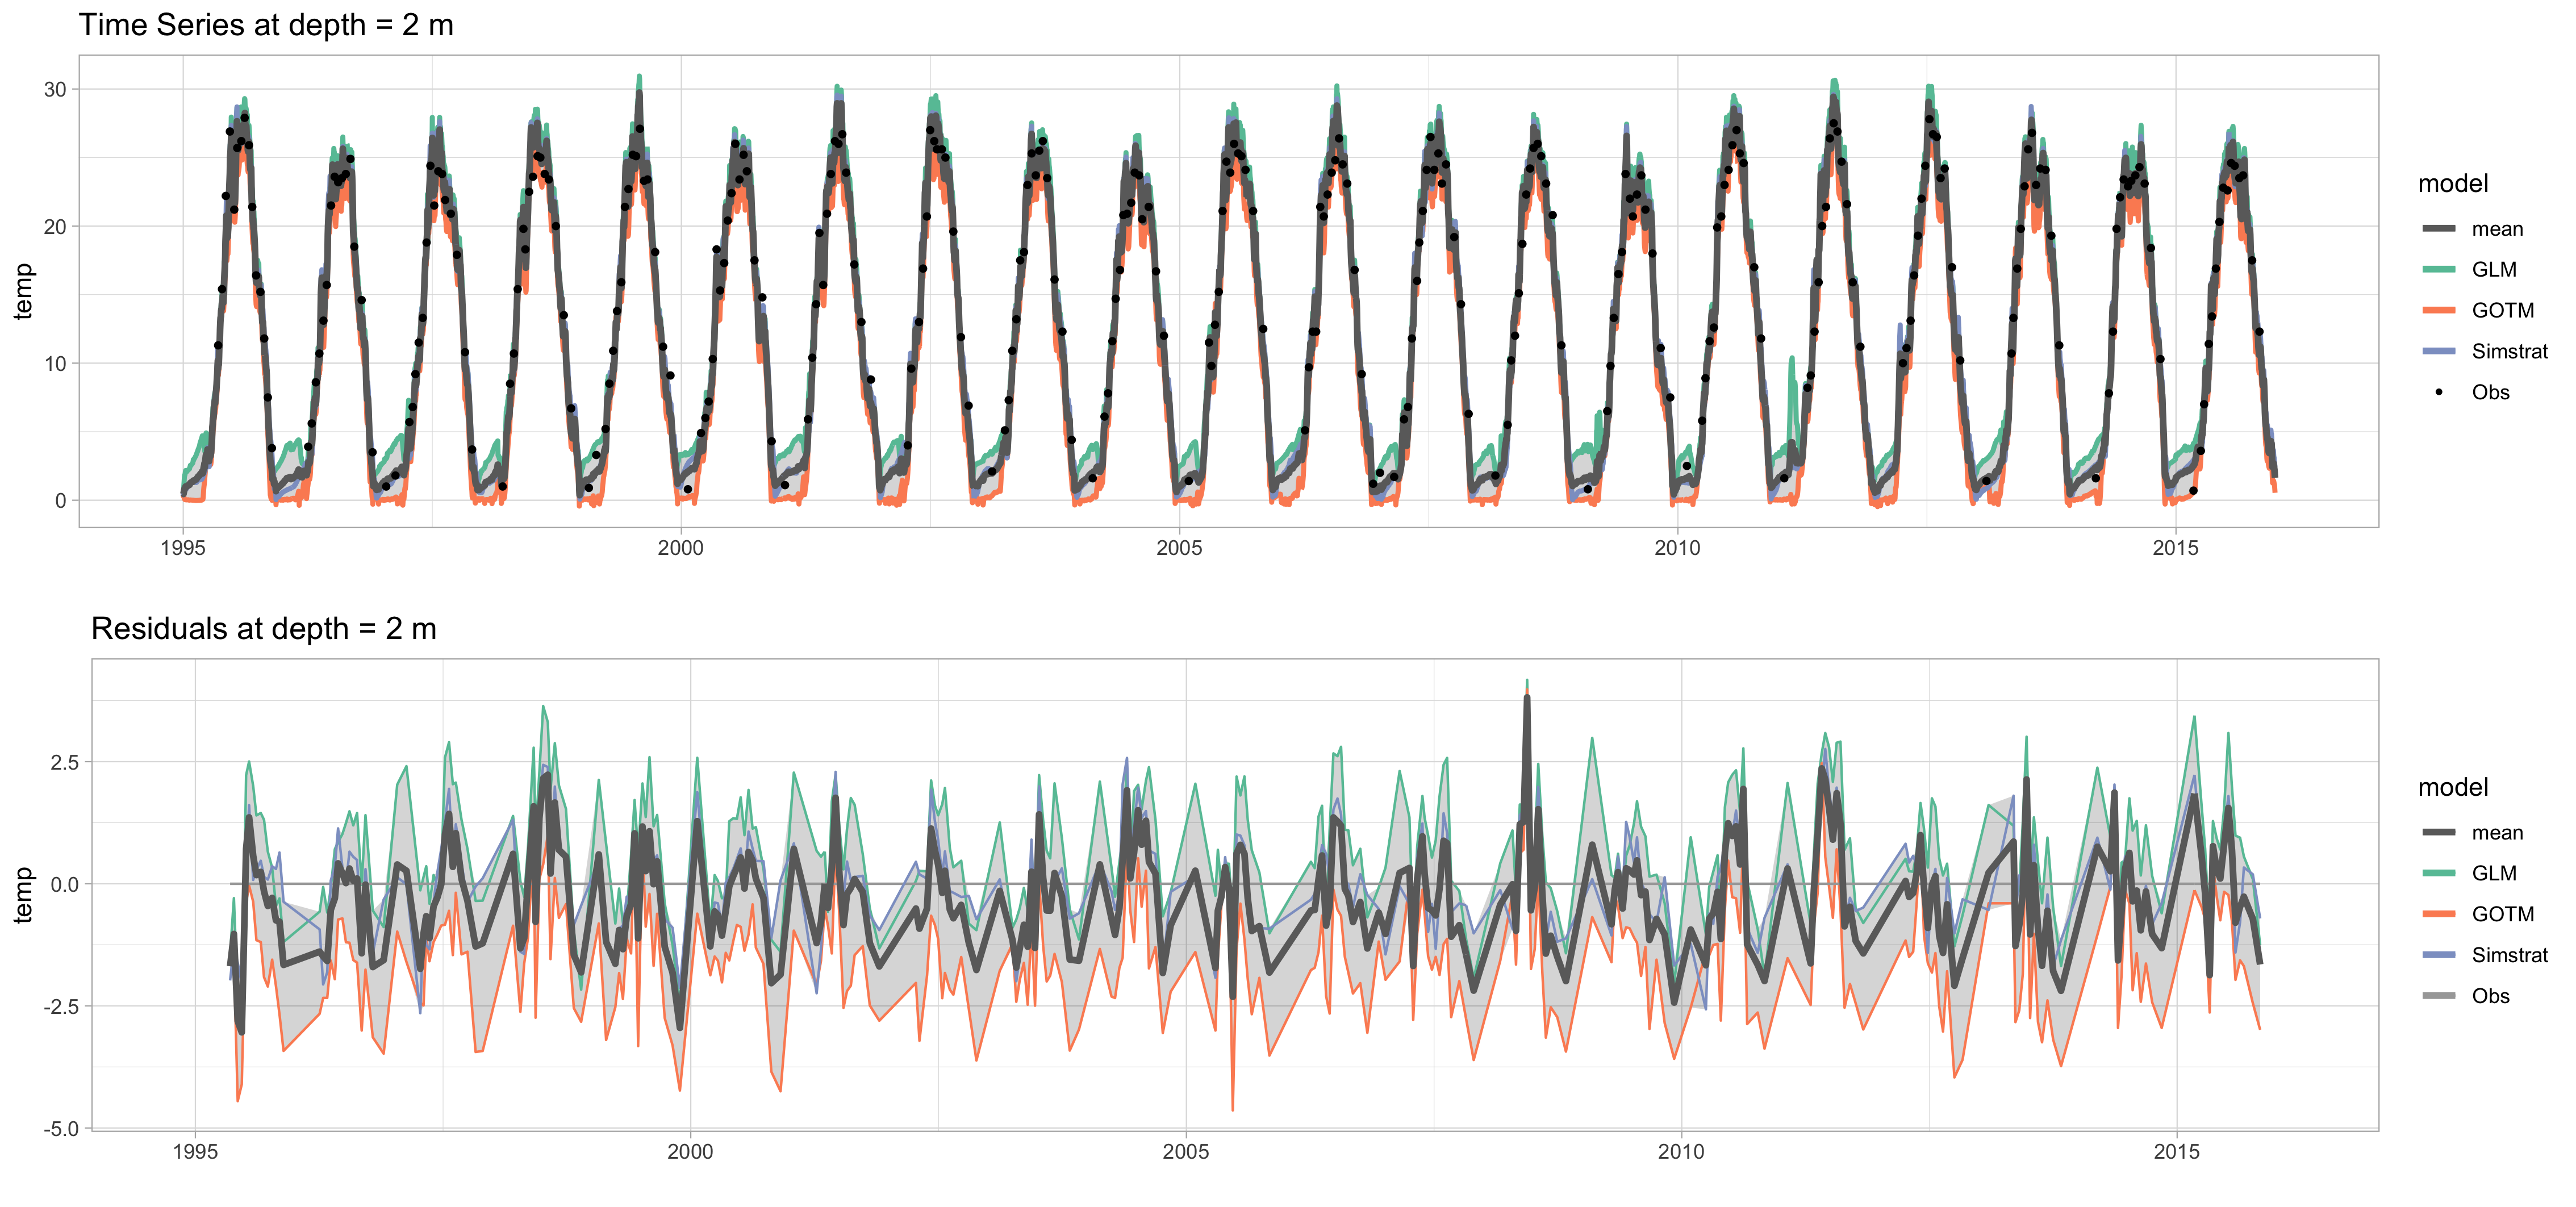 Time Series at depth = 2 m
temp
30
20
10
0
1995
2000
2005
2010
2015
model
mean
GLM
GOTM
Simstrat
Obs
Residuals at depth = 2 m
temp
2.5
0.0
-2.5
-5.0
1995
2000
2005
2010
2015
model
mean
GLM
GOTM
Simstrat
Obs